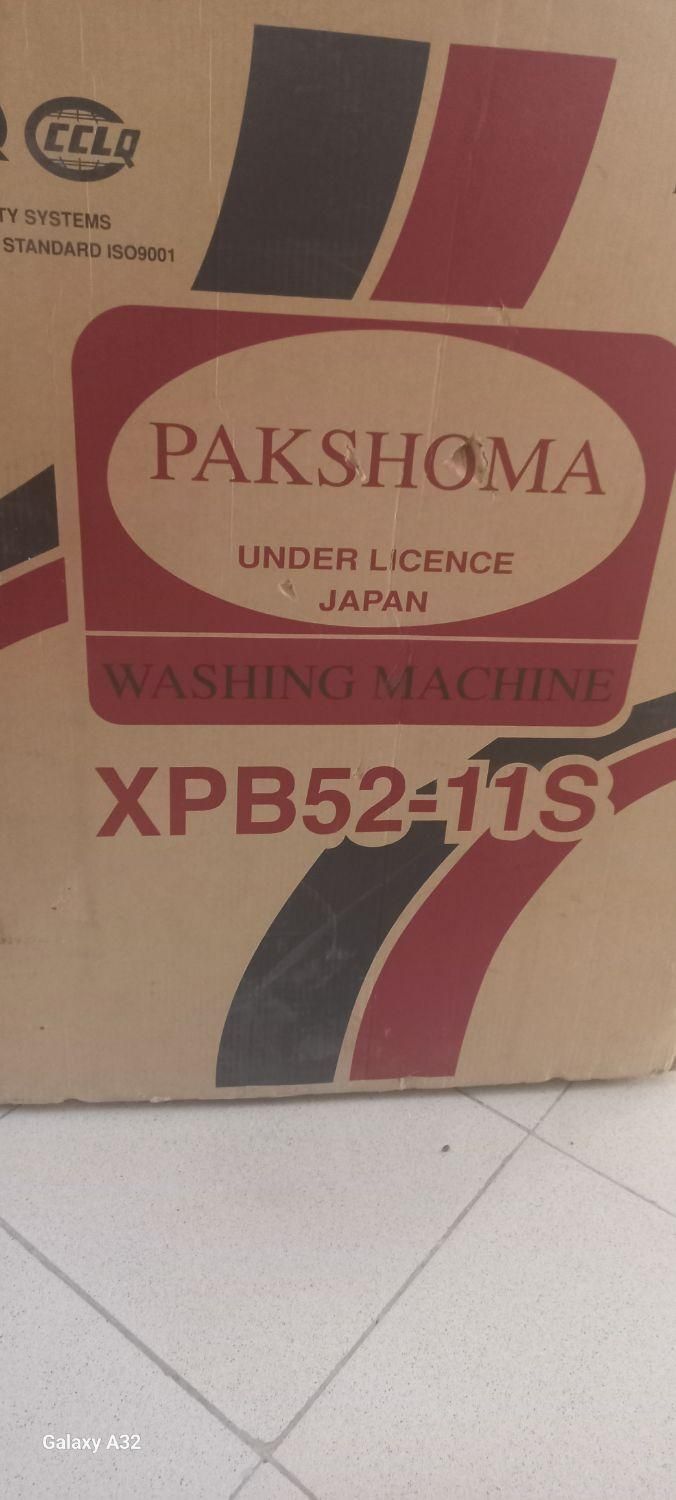 CCLQ
TY SYSTEMS
STANDARD ISO9001
PAKSHOMA
UNDER LICENCE
JAPAN
WASHING MACHINE
XPB52-11S
Galaxy A32